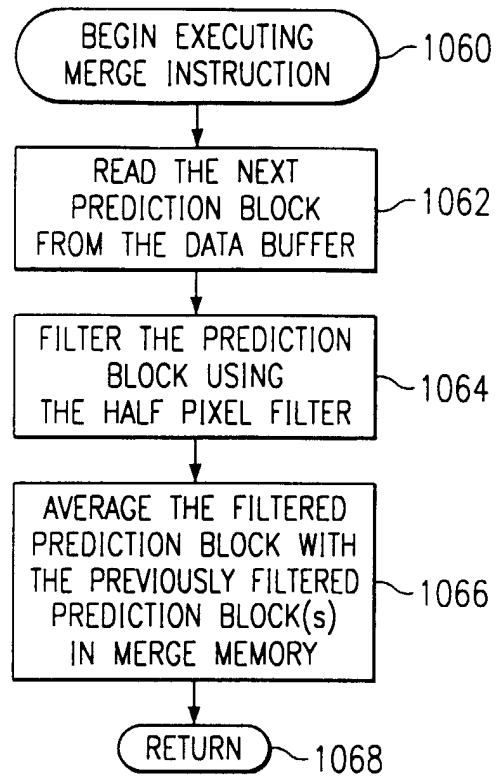 BEGIN EXECUTING
MERGE INSTRUCTION
1060
READ THE NEXT
PREDICTION BLOCK
FROM THE DATA BUFFER
1062
FILTER THE PREDICTION
BLOCK USING
THE HALF PIXEL FILTER
1064
AVERAGE THE FILTERED
PREDICTION BLOCK WITH
THE PREVIOUSLY FILTERED
PREDICTION BLOCK(s)
IN MERGE MEMORY
1066
RETURN
1068